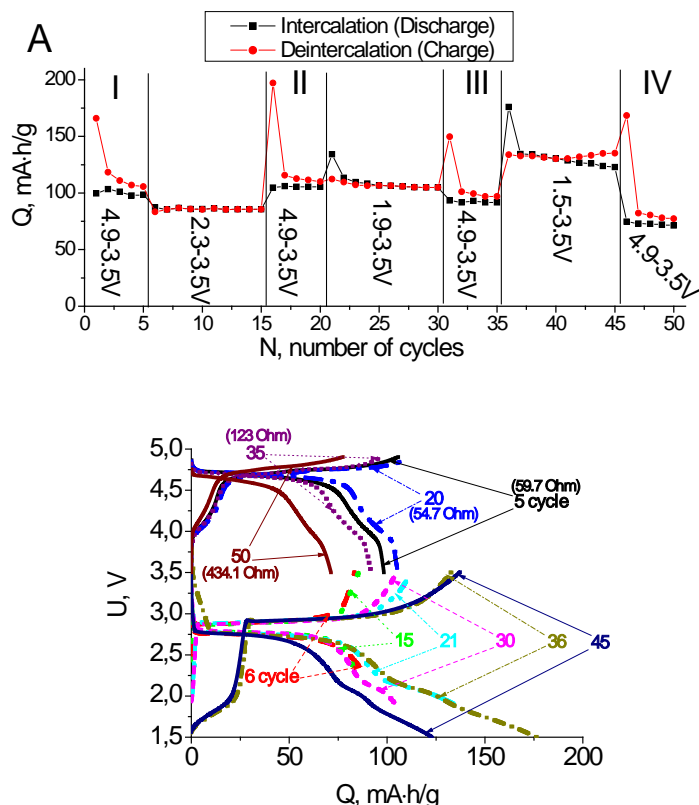 A
Intercalation (Discharge)
Deintercalation (Charge)
Q, mA·h/g
200
150
100
50
0
I
II
III
IV
4.9-3.5V
2.3-3.5V
4.9-3.5V
1.9-3.5V
4.9-3.5V
1.5-3.5V
4.9-3.5V
0 5 10 15 20 25 30 35 40 45 50
N, number of cycles
U, V
5,0
4,5
4,0
3,5
3,0
2,5
2,0
1,5
(123 Ohm)
35
(59.7 Ohm)
5 cycle
20
(54.7 Ohm)
50
(434.1 Ohm)
6 cycle
15
21
30
36
45
0 50 100 150 200
Q, mA·h/g